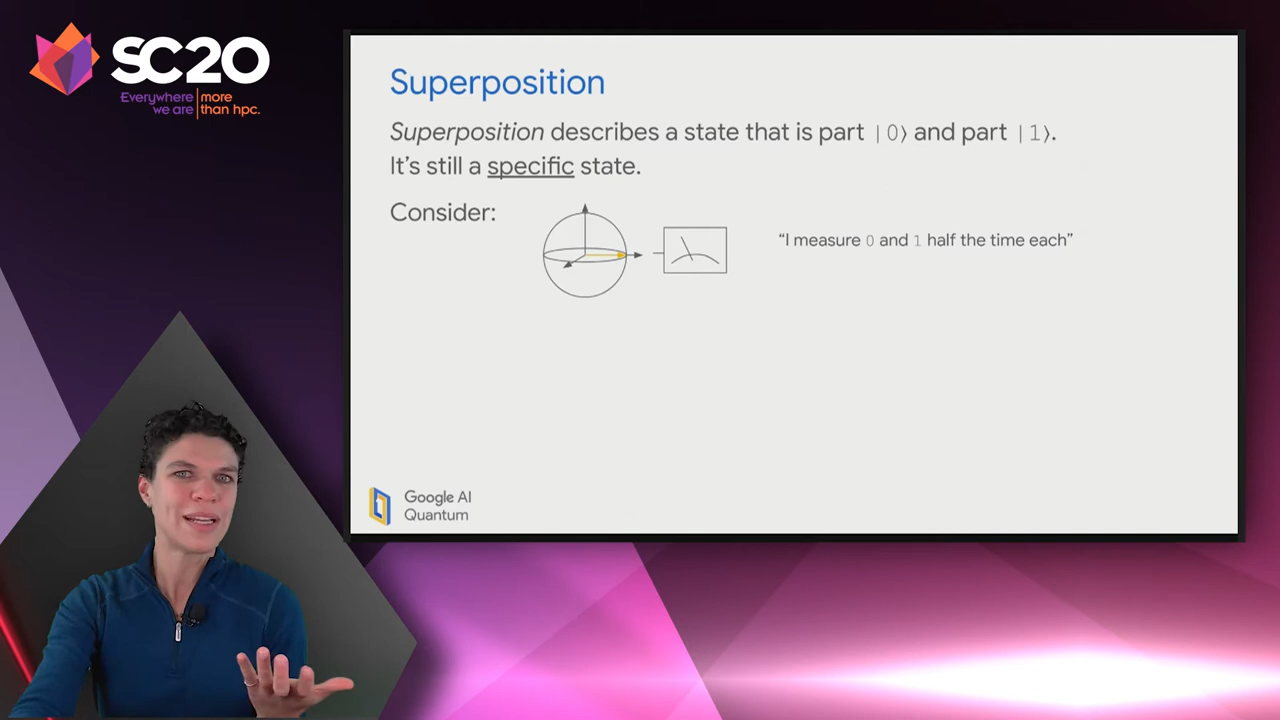 SC20
Everywhere more
we are than hpc.
Superposition
Superposition describes a state that is part |0⟩ and part |1⟩.
It’s still a specific state.
Consider:
“I measure 0 and 1 half the time each”
Google AI
Quantum